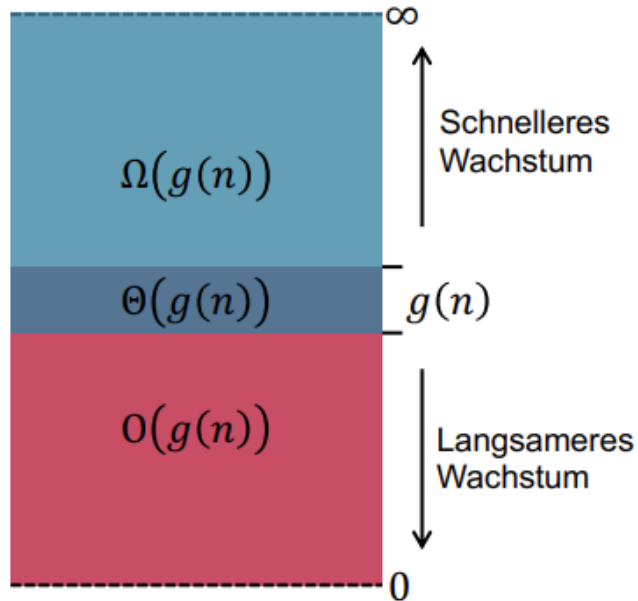 ∞
Schnelleres
Wachstum
Ω(g(n))
Θ(g(n))
g(n)
O(g(n))
Langsameres
Wachstum
0